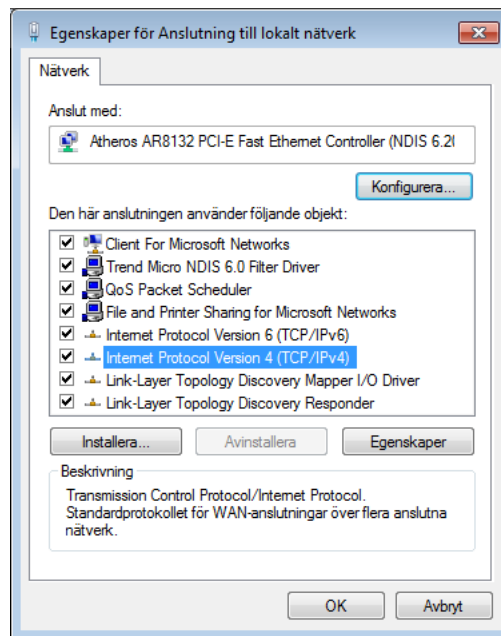 Egenskaper för Anslutning till lokalt nätverk
Nätverk
Anslut med:
Atheros AR8132 PCI-E Fast Ethernet Controller (NDIS 6.20
Konfigurera...
Den här anslutningen använder följande objekt:
Client For Microsoft Networks
Trend Micro NDIS 6.0 Filter Driver
QoS Packet Scheduler
File and Printer Sharing for Microsoft Networks
Internet Protocol Version 6 (TCP/IPv6)
Internet Protocol Version 4 (TCP/IPv4)
Link-Layer Topology Discovery Mapper I/O Driver
Link-Layer Topology Discovery Responder
Installera...
Avinstallera
Egenskaper
Beskrivning
Transmission Control Protocol/Internet Protocol.
Standardprotokollet för WAN-anslutningar över flera anslutna
nätverk.
OK
Avbryt